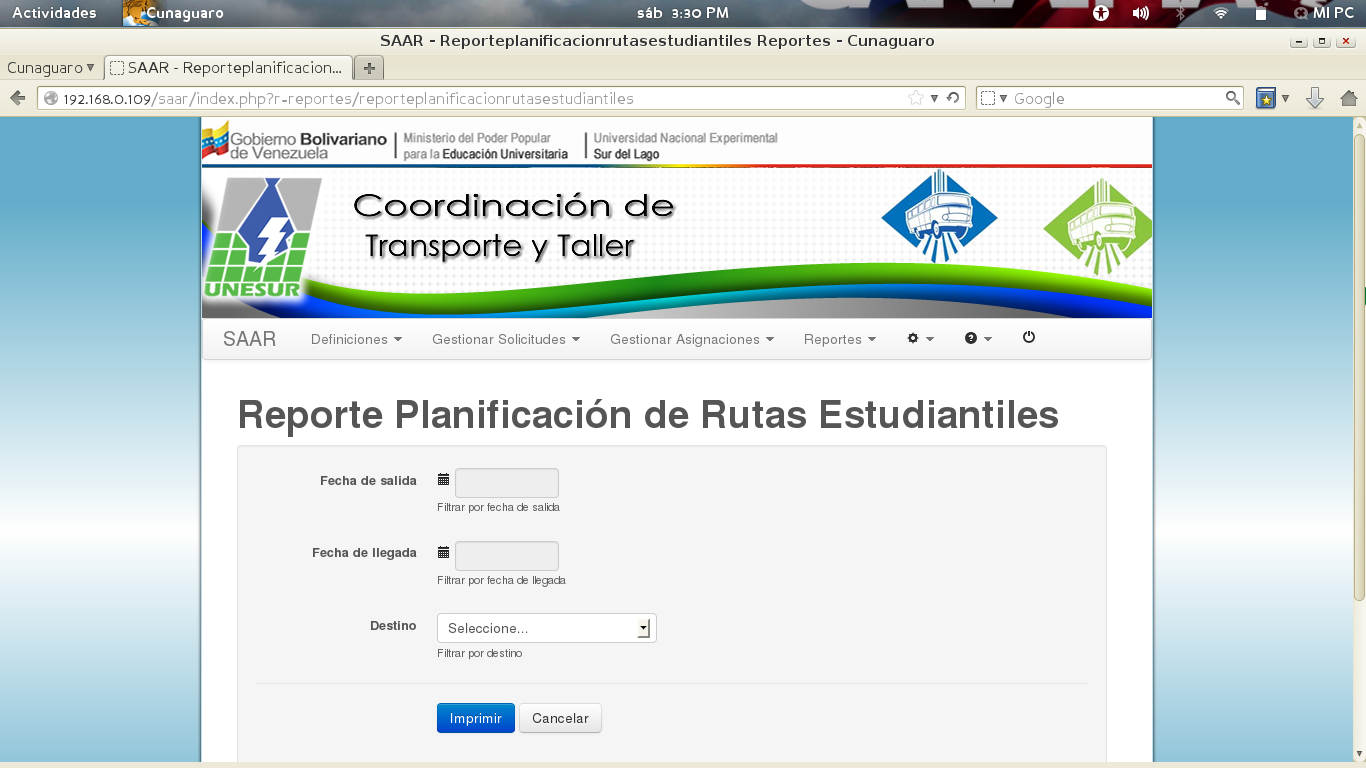 Actividades Cunaguaro sáb 3:30 PM MI PC
SAAR - Reporteplanificacionrutasestudiantiles Reportes - Cunaguaro
Cunaguaro SAAR - Reporteplanificacion...
192.168.0.109/saar/index.php?r-reportes/reporteplanificacionrutasestudiantiles Google
Gobierno Bolivariano
de Venezuela
Ministerio del Poder Popular
para la Educación Universitaria
Universidad Nacional Experimental
Sur del Lago
Coordinación de
Transporte y Taller
UNESUR
SAAR Definiciones Gestionar Solicitudes Gestionar Asignaciones Reportes
Reporte Planificación de Rutas Estudiantiles
Fecha de salida
Filtrar por fecha de salida
Fecha de llegada
Filtrar por fecha de llegada
Destino Seleccione...
Filtrar por destino
Imprimir Cancelar